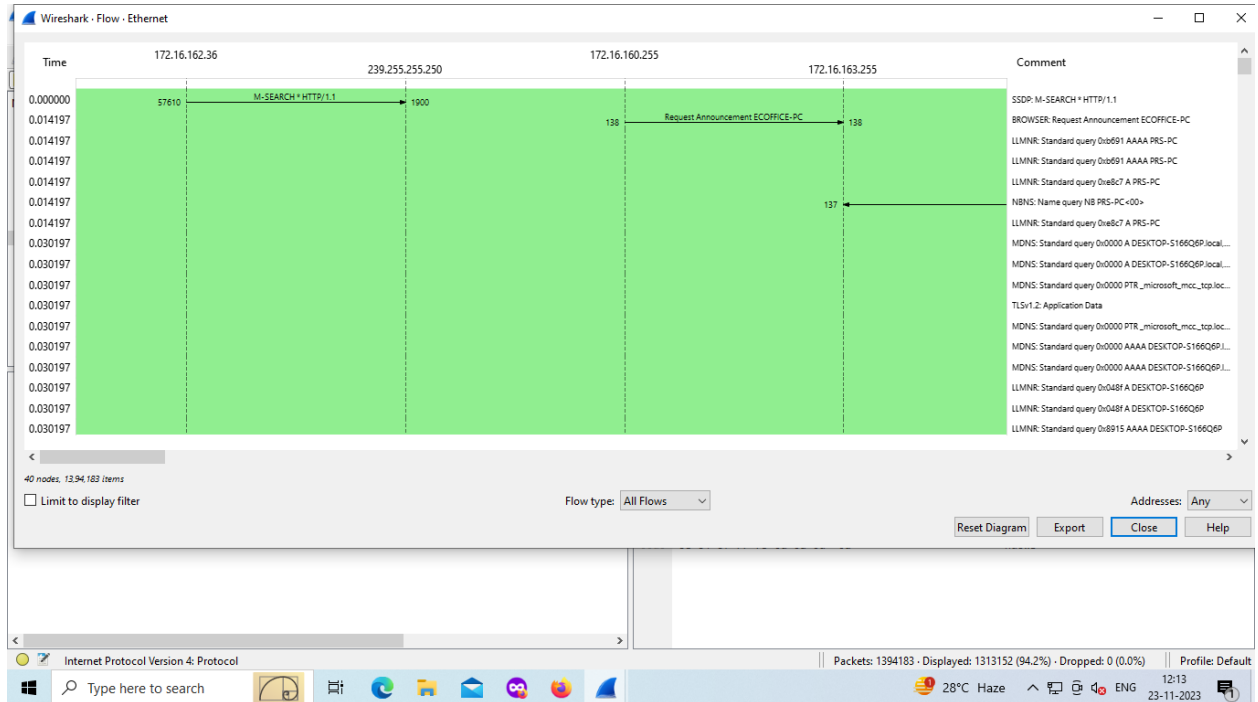 Wireshark · Flow · Ethernet
172.16.162.36 172.16.160.255
Time 239.255.255.250 172.16.163.255 Comment
0.000000 57610 M-SEARCH * HTTP/1.1 1900 SSDP: M-SEARCH * HTTP/1.1
0.014197 138 Request Announcement ECOFFICE-PC 138 BROWSER: Request Announcement ECOFFICE-PC
0.014197 LLMNR: Standard query 0xb691 AAAA PRS-PC
0.014197 LLMNR: Standard query 0xb691 AAAA PRS-PC
0.014197 LLMNR: Standard query 0xe8c7 A PRS-PC
0.014197 137 NBNS: Name query NB PRS-PC<00>
0.014197 LLMNR: Standard query 0xe8c7 A PRS-PC
0.030197 MDNS: Standard query 0x0000 A DESKTOP-S166Q6P.local,...
0.030197 MDNS: Standard query 0x0000 A DESKTOP-S166Q6P.local,...
0.030197 MDNS: Standard query 0x0000 PTR _microsoft_mcc._tcp.loc...
0.030197 TLSv1.2: Application Data
0.030197 MDNS: Standard query 0x0000 PTR _microsoft_mcc._tcp.loc...
0.030197 MDNS: Standard query 0x0000 AAAA DESKTOP-S166Q6P.l...
0.030197 MDNS: Standard query 0x0000 AAAA DESKTOP-S166Q6P.l...
0.030197 LLMNR: Standard query 0x048f A DESKTOP-S166Q6P
0.030197 LLMNR: Standard query 0x048f A DESKTOP-S166Q6P
0.030197 LLMNR: Standard query 0x8915 AAAA DESKTOP-S166Q6P
40 nodes, 13,94,183 items
Limit to display filter Flow type: All Flows Addresses: Any
Reset Diagram Export Close Help
Internet Protocol Version 4: Protocol Packets: 1394183 · Displayed: 1313152 (94.2%) · Dropped: 0 (0.0%) Profile: Default
Type here to search 28°C Haze ENG 12:13
23-11-2023